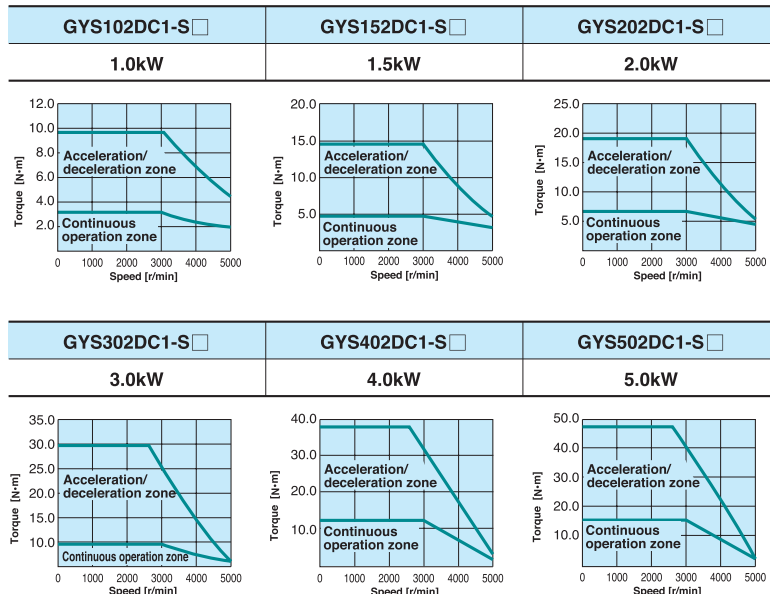 GYS102DC1-S□ GYS152DC1-S□ GYS202DC1-S□
1.0kW 1.5kW 2.0kW
12.0
10.0
8.0
6.0
4.0
2.0
Torque [N·m]
Acceleration/
deceleration zone
Continuous
operation zone
0 1000 2000 3000 4000 5000
Speed [r/min]
20.0
15.0
10.0
5.0
Torque [N·m]
Acceleration/
deceleration zone
Continuous
operation zone
0 1000 2000 3000 4000 5000
Speed [r/min]
25.0
20.0
15.0
10.0
5.0
Torque [N·m]
Acceleration/
deceleration zone
Continuous
operation zone
0 1000 2000 3000 4000 5000
Speed [r/min]
GYS302DC1-S□ GYS402DC1-S□ GYS502DC1-S□
3.0kW 4.0kW 5.0kW
35.0
30.0
25.0
20.0
15.0
10.0
Torque [N·m]
Acceleration/
deceleration zone
Continuous operation zone
0 1000 2000 3000 4000 5000
Speed [r/min]
40.0
30.0
20.0
10.0
Torque [N·m]
Acceleration/
deceleration zone
Continuous
operation zone
0 1000 2000 3000 4000 5000
Speed [r/min]
50.0
40.0
30.0
20.0
10.0
Torque [N·m]
Acceleration/
deceleration zone
Continuous
operation zone
0 1000 2000 3000 4000 5000
Speed [r/min]